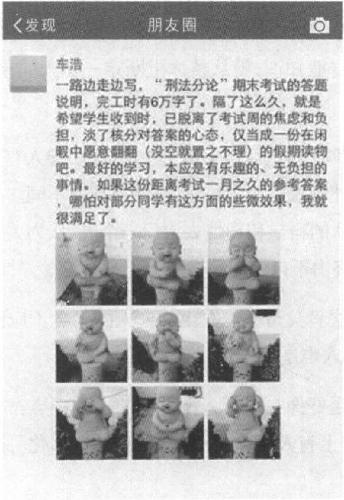 发现 朋友圈
车浩
一路边走边写，“刑法分论”期末考试的答题
说明，完工时有6万字了。隔了这么久，就是
希望学生收到时，已脱离了考试周的焦虑和负
担，淡了核分对答案的心态，仅当成一份在闲
暇中愿意翻翻（没空就置之不理）的假期读物
吧。最好的学习，本应是有乐趣的、无负担的
事情。如果这份距离考试一月之久的参考答案
，哪怕对部分同学有这方面的些微效果，我就
很满足了。